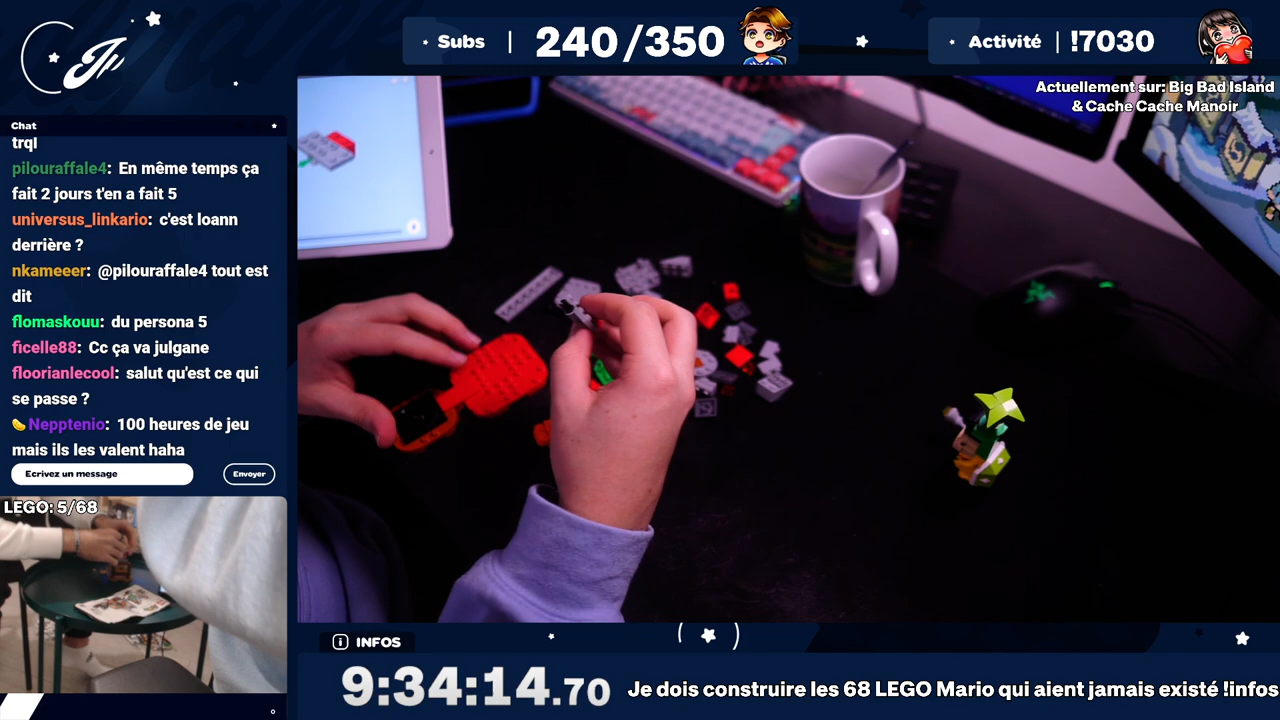 Subs | 240/350
Activité | !7030
Actuellement sur: Big Bad Island
& Cache Cache Manoir
Chat
trql
pilouraffale4: En même temps ça
fait 2 jours t'en a fait 5
universus_linkario: c'est loann
derrière ?
nkameeer: @pilouraffale4 tout est
dit
flomaskouu: du persona 5
ficelle88: Cc ça va julgane
floorianlecool: salut qu'est ce qui
se passe ?
Nepptenio: 100 heures de jeu
mais ils les valent haha
Ecrivez un message
Envoyer
LEGO: 5/68
INFOS
9:34:14.70
Je dois construire les 68 LEGO Mario qui aient jamais existé !infos